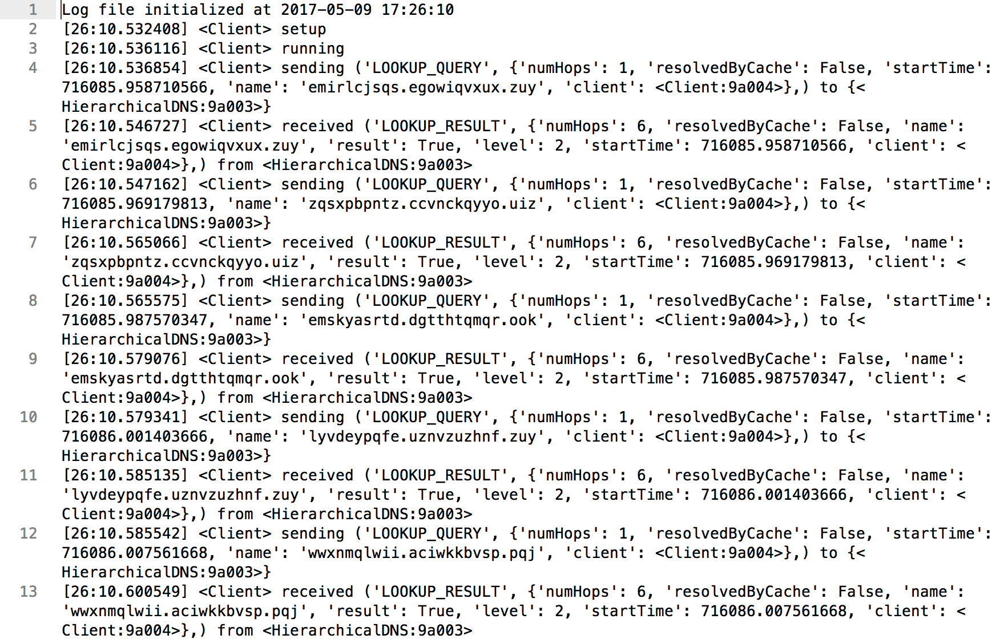 1 Log file initialized at 2017-05-09 17:26:10
2 [26:10.532408] <Client> setup
3 [26:10.536116] <Client> running
4 [26:10.536854] <Client> sending ('LOOKUP_QUERY', {'numHops': 1, 'resolvedByCache': False, 'startTime':
716085.958710566, 'name': 'emirlcjsqs.egowiqvxux.zuy', 'client': <Client:9a004>},) to {<
HierarchicalDNS:9a003>}
5 [26:10.546727] <Client> received ('LOOKUP_RESULT', {'numHops': 6, 'resolvedByCache': False, 'name':
'emirlcjsqs.egowiqvxux.zuy', 'result': True, 'level': 2, 'startTime': 716085.958710566, 'client': <
Client:9a004>},) from <HierarchicalDNS:9a003>
6 [26:10.547162] <Client> sending ('LOOKUP_QUERY', {'numHops': 1, 'resolvedByCache': False, 'startTime':
716085.969179813, 'name': 'zqsxpbpntz.ccvnckqyyo.uiz', 'client': <Client:9a004>},) to {<
HierarchicalDNS:9a003>}
7 [26:10.565066] <Client> received ('LOOKUP_RESULT', {'numHops': 6, 'resolvedByCache': False, 'name':
'zqsxpbpntz.ccvnckqyyo.uiz', 'result': True, 'level': 2, 'startTime': 716085.969179813, 'client': <
Client:9a004>},) from <HierarchicalDNS:9a003>
8 [26:10.565575] <Client> sending ('LOOKUP_QUERY', {'numHops': 1, 'resolvedByCache': False, 'startTime':
716085.987570347, 'name': 'emskyasrtd.dgtthtqmqr.ook', 'client': <Client:9a004>},) to {<
HierarchicalDNS:9a003>}
9 [26:10.579076] <Client> received ('LOOKUP_RESULT', {'numHops': 6, 'resolvedByCache': False, 'name':
'emskyasrtd.dgtthtqmqr.ook', 'result': True, 'level': 2, 'startTime': 716085.987570347, 'client': <
Client:9a004>},) from <HierarchicalDNS:9a003>
10 [26:10.579341] <Client> sending ('LOOKUP_QUERY', {'numHops': 1, 'resolvedByCache': False, 'startTime':
716086.001403666, 'name': 'lyvdeypqfe.uznvzuzhnf.zuy', 'client': <Client:9a004>},) to {<
HierarchicalDNS:9a003>}
11 [26:10.585135] <Client> received ('LOOKUP_RESULT', {'numHops': 6, 'resolvedByCache': False, 'name':
'lyvdeypqfe.uznvzuzhnf.zuy', 'result': True, 'level': 2, 'startTime': 716086.001403666, 'client': <
Client:9a004>},) from <HierarchicalDNS:9a003>
12 [26:10.585542] <Client> sending ('LOOKUP_QUERY', {'numHops': 1, 'resolvedByCache': False, 'startTime':
716086.007561668, 'name': 'wwxnmqlwii.aciwkkbvsp.pqj', 'client': <Client:9a004>},) to {<
HierarchicalDNS:9a003>}
13 [26:10.600549] <Client> received ('LOOKUP_RESULT', {'numHops': 6, 'resolvedByCache': False, 'name':
'wwxnmqlwii.aciwkkbvsp.pqj', 'result': True, 'level': 2, 'startTime': 716086.007561668, 'client': <
Client:9a004>},) from <HierarchicalDNS:9a003>